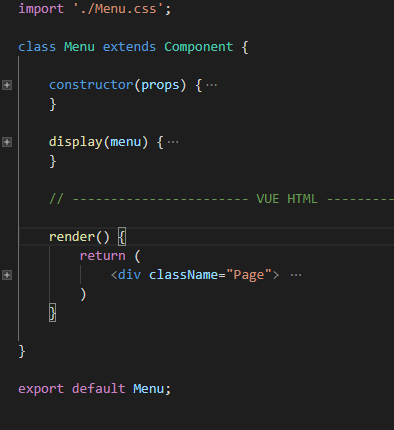 import './Menu.css';
class Menu extends Component {
constructor(props) {···
}
display(menu) {···
}
// ----------------------- VUE HTML ---------
render() {
return (
<div className="Page"> ···
)
}
}
export default Menu;